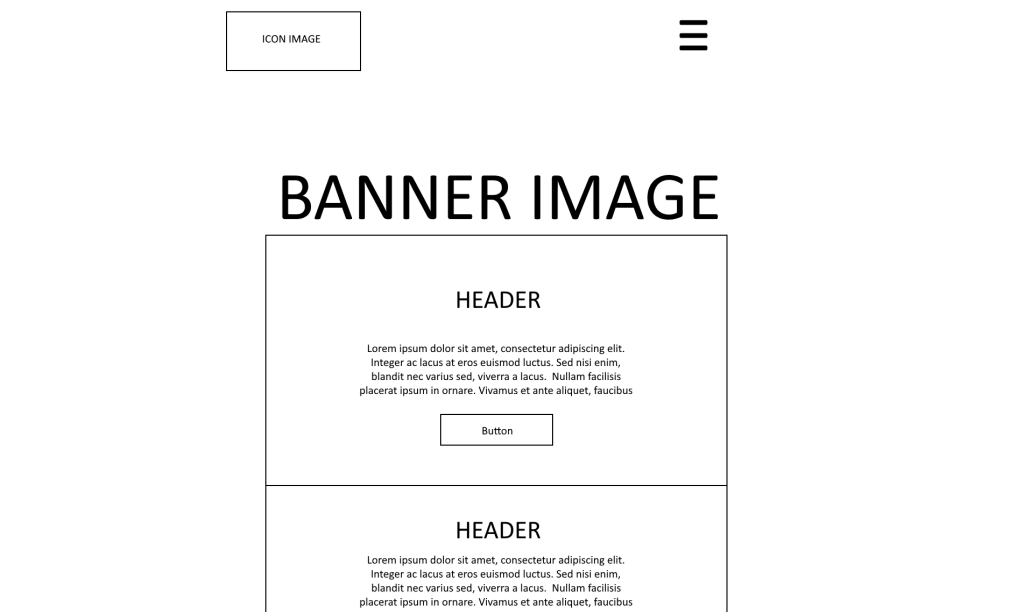 ICON IMAGE
BANNER IMAGE
HEADER
Lorem ipsum dolor sit amet, consectetur adipiscing elit.
Integer ac lacus at eros euismod luctus. Sed nisi enim,
blandit nec varius sed, viverra a lacus.  Nullam facilisis
placerat ipsum in ornare. Vivamus et ante aliquet, faucibus
Button
HEADER
Lorem ipsum dolor sit amet, consectetur adipiscing elit.
Integer ac lacus at eros euismod luctus. Sed nisi enim,
blandit nec varius sed, viverra a lacus.  Nullam facilisis
placerat ipsum in ornare. Vivamus et ante aliquet, faucibus